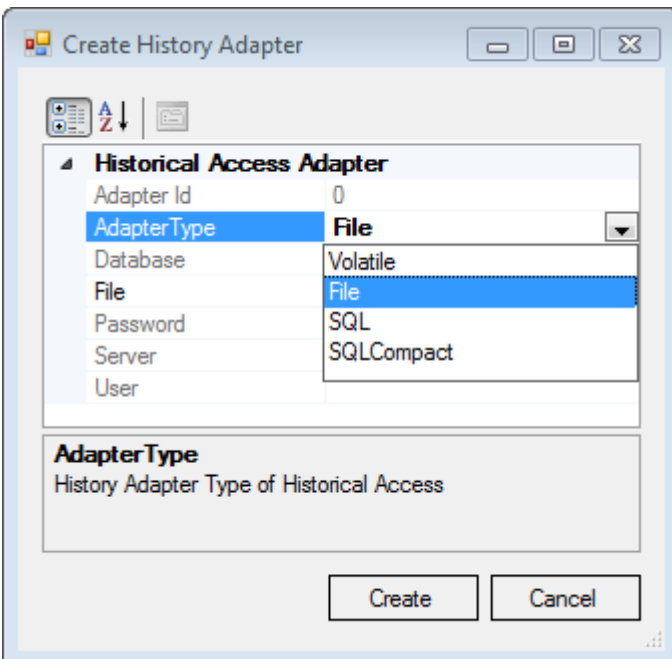 Create History Adapter
A
Z
Historical Access Adapter
Adapter Id 0
AdapterType File
Database Volatile
File File
Password SQL
Server SQLCompact
User
AdapterType
History Adapter Type of Historical Access
Create Cancel